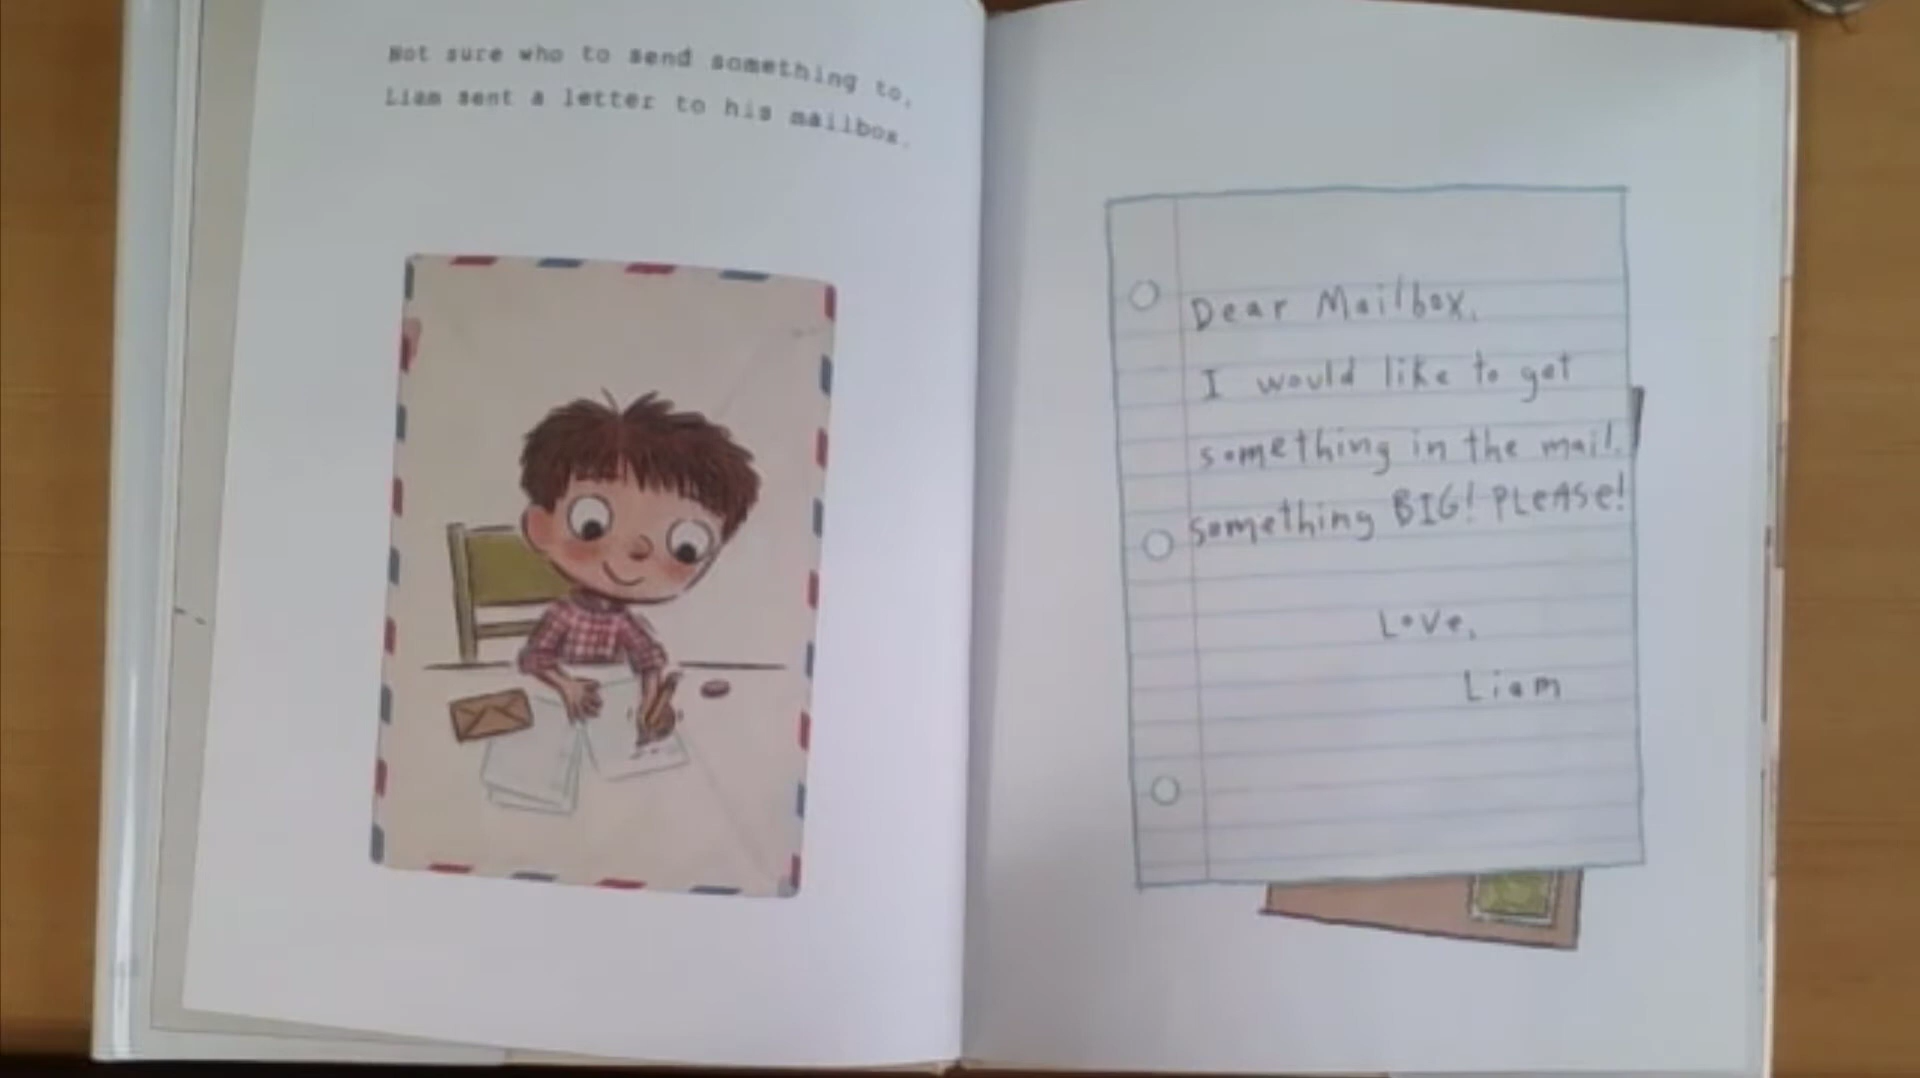 Not sure who to send something to,
Liam sent a letter to his mailbox.
Dear Mailbox,
I would like to get
something in the mail.
something BIG! PLeASe!
Love,
Liam